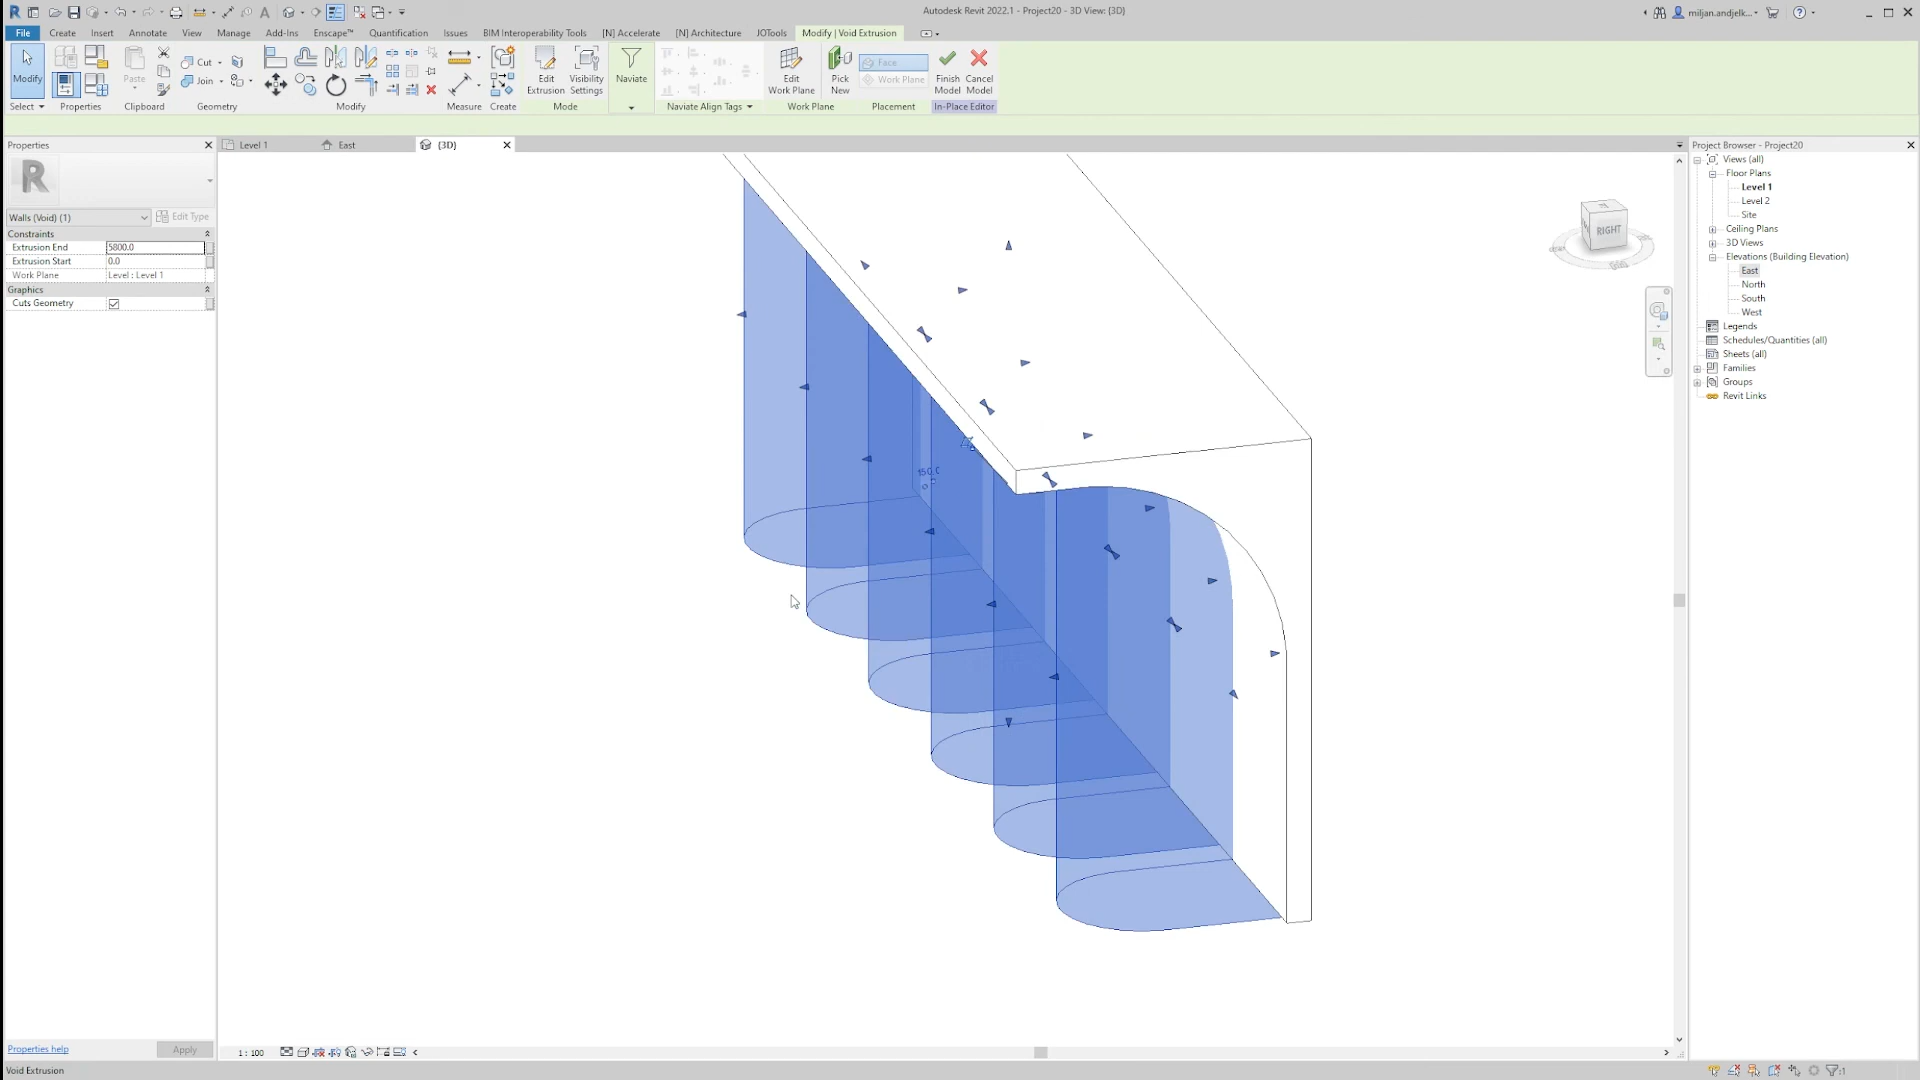 Autodesk Revit 2022.1 - Project20 - 3D View: {3D}
miljan.andjelk...
File
Create
Insert
Annotate
View
Manage
Add-Ins
Enscape™
Quantification
Issues
BIM Interoperability Tools
[N] Accelerate
[N] Architecture
JOTools
Modify | Void Extrusion
Modify
Paste
Cut
Join
Edit
Extrusion
Visibility
Settings
Naviate
Edit
Work Plane
Pick
New
Face
Work Plane
Finish
Model
Cancel
Model
Select
Properties
Clipboard
Geometry
Modify
Measure
Create
Mode
Naviate Align Tags
Work Plane
Placement
In-Place Editor
Properties
Level 1
East
{3D}
Project Browser - Project20
Walls (Void) (1)
Edit Type
Constraints
Extrusion End 5800.0
Extrusion Start 0.0
Work Plane Level : Level 1
Graphics
Cuts Geometry
Views (all)
Floor Plans
Level 1
Level 2
Site
Ceiling Plans
3D Views
Elevations (Building Elevation)
East
North
South
West
Legends
Schedules/Quantities (all)
Sheets (all)
Families
Groups
Revit Links
RIGHT
150.0
Properties help
Apply
1 : 100
Void Extrusion
:1